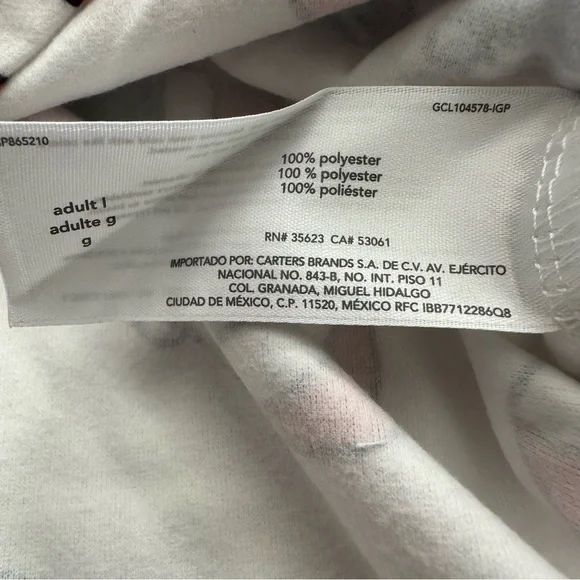 GCL104578-IGP
P865210
100% polyester
100 % polyester
100% poliéster
adult l
adulte g
g
RN# 35623 CA# 53061
IMPORTADO POR: CARTERS BRANDS S.A. DE C.V. AV. EJÉRCITO
NACIONAL NO. 843-B, NO. INT. PISO 11
COL. GRANADA, MIGUEL HIDALGO
CIUDAD DE MÉXICO, C.P. 11520, MÉXICO RFC IBB7712286Q8